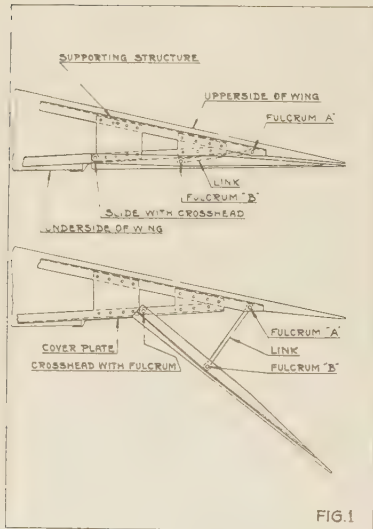 SUPPORTING STRUCTURE
UPPERSIDE OF WING
FULCRUM 'A'
LINK
FULCRUM "B"
SLIDE WITH CROSSHEAD
UNDERSIDE OF WING
FULCRUM "A"
COVER PLATE
LINK
CROSSHEAD WITH FULCRUM
FULCRUM "B"
FIG.1